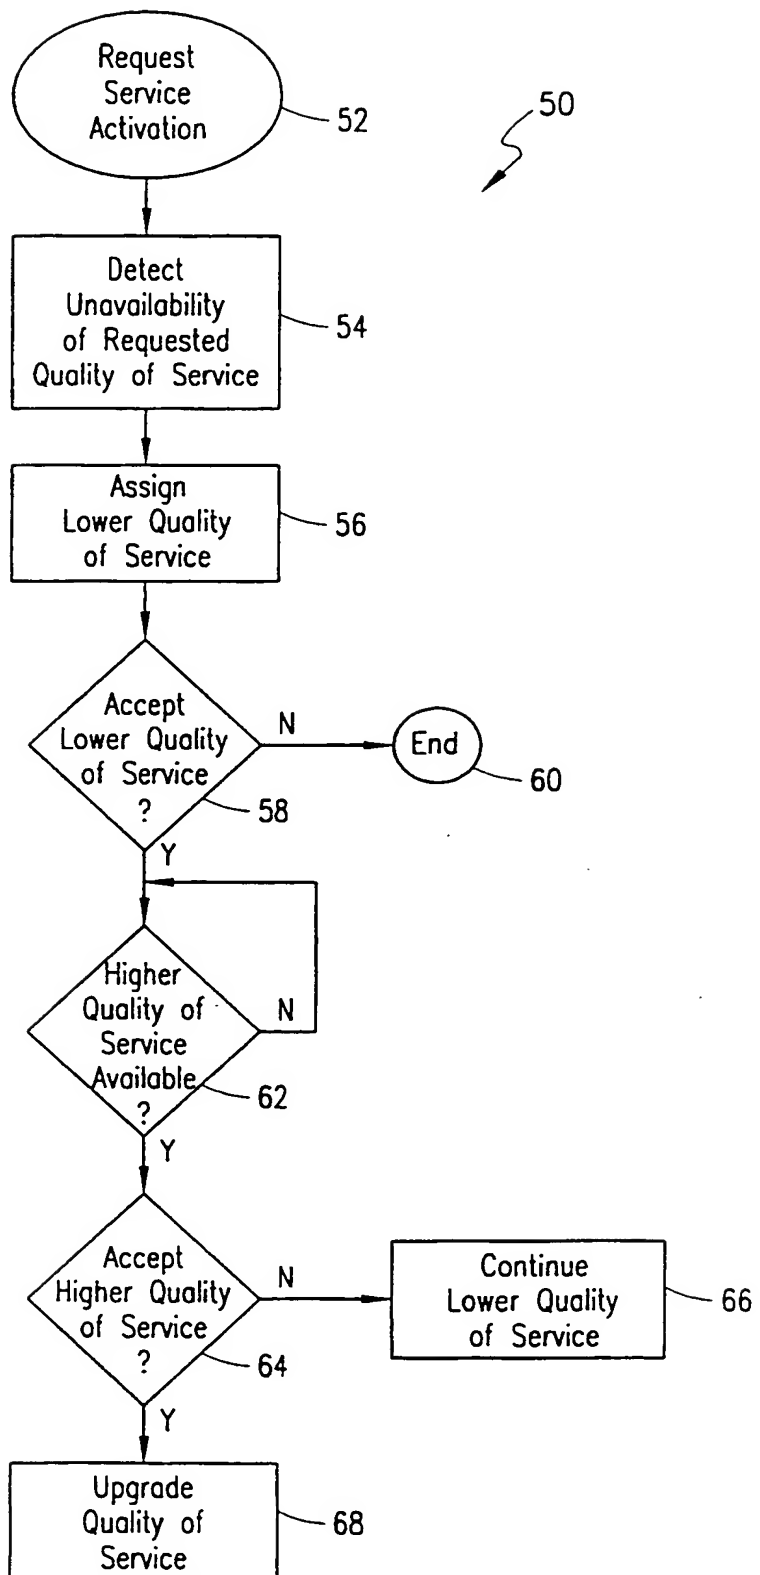 Request
Service
Activation
52
50
Detect
Unavailability
of Requested
Quality of Service
54
Assign
Lower Quality
of Service
56
Accept
Lower Quality
of Service
?
58
N
End
60
Y
Higher
Quality of
Service
Available
?
62
N
Y
Accept
Higher Quality
of Service
?
64
N
Continue
Lower Quality
of Service
66
Y
Upgrade
Quality of
Service
68